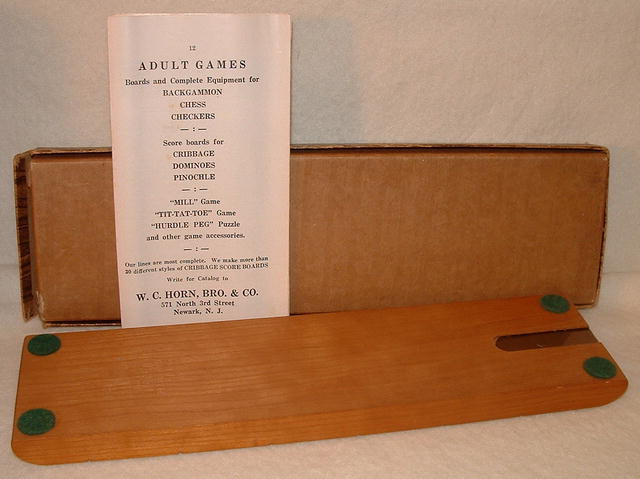 12
ADULT GAMES
Boards and Complete Equipment for
BACKGAMMON
CHESS
CHECKERS
— : —
Score boards for
CRIBBAGE
DOMINOES
PINOCHLE
— : —
"MILL" Game
"TIT-TAT-TOE" Game
"HURDLE PEG" Puzzle
and other game accessories.
— : —
Our lines are most complete. We make more than
20 different styles of CRIBBAGE SCORE BOARDS
Write for Catalog to
W. C. HORN, BRO. & CO.
571 North 3rd Street
Newark, N. J.